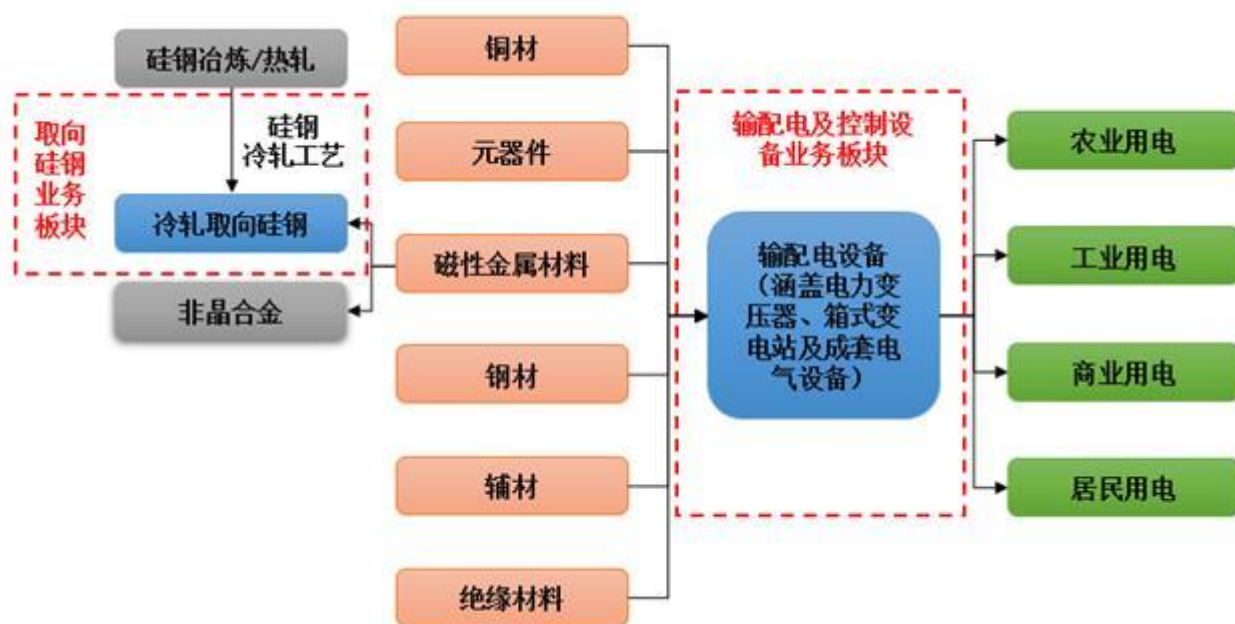 硅钢冶炼/热轧
取向
硅钢
业务
板块
硅钢
冷轧工艺
冷轧取向硅钢
非晶合金
铜材
元器件
磁性金属材料
钢材
辅材
绝缘材料
输配电及控制设
备业务板块
输配电设备
（涵盖电力变
压器、箱式变
电站及成套电
气设备）
农业用电
工业用电
商业用电
居民用电